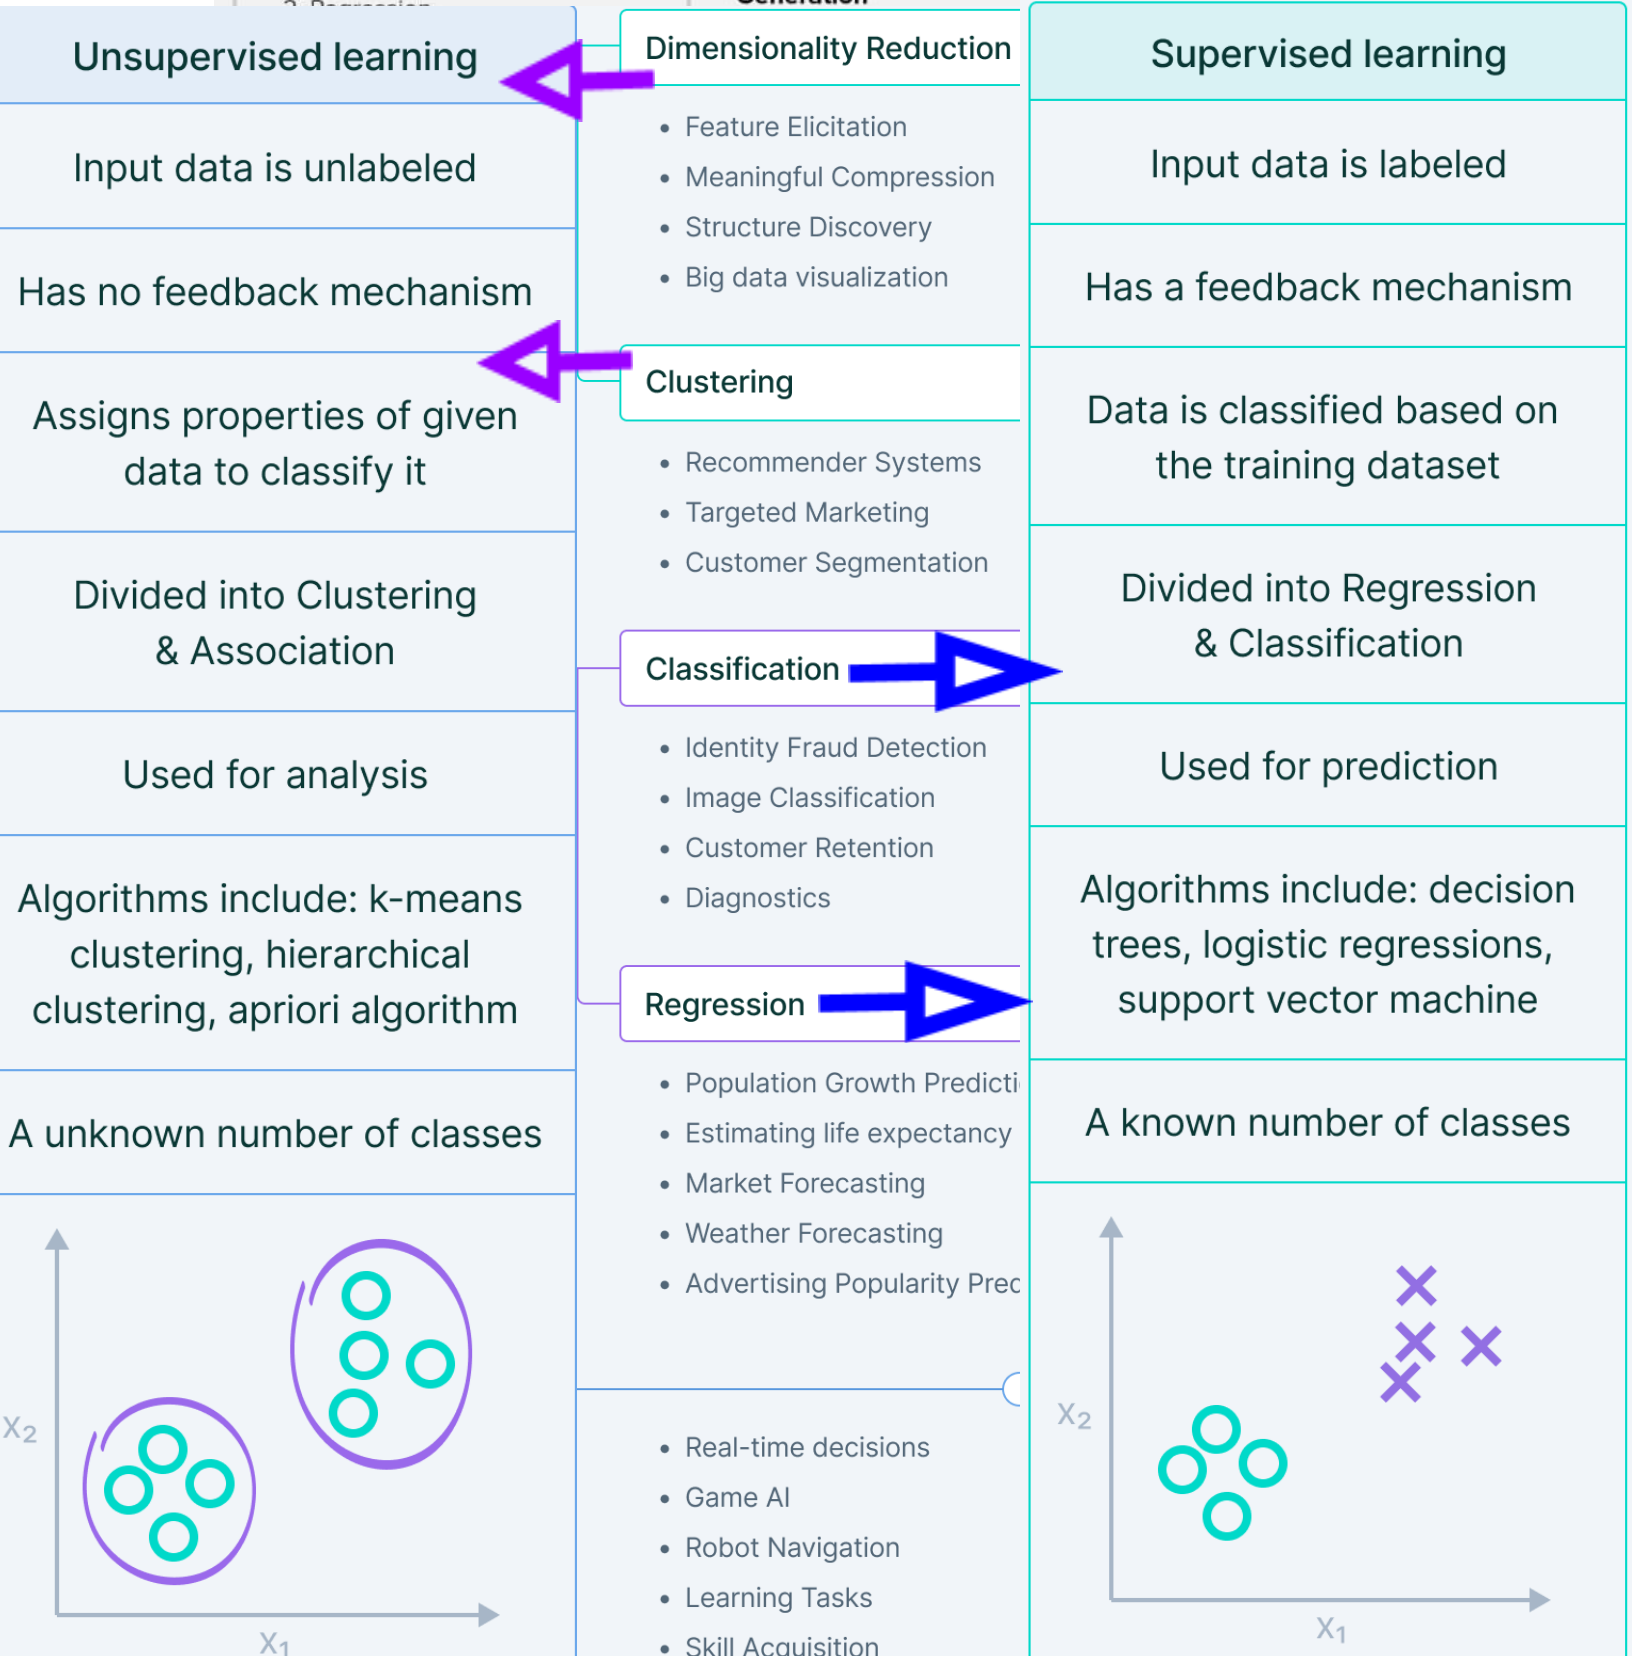 2. Regression
Generation
Unsupervised learning
Input data is unlabeled
Has no feedback mechanism
Assigns properties of given
data to classify it
Divided into Clustering
& Association
Used for analysis
Algorithms include: k-means
clustering, hierarchical
clustering, apriori algorithm
A unknown number of classes
X₂
X₁
Dimensionality Reduction
• Feature Elicitation
• Meaningful Compression
• Structure Discovery
• Big data visualization
Clustering
• Recommender Systems
• Targeted Marketing
• Customer Segmentation
Classification
• Identity Fraud Detection
• Image Classification
• Customer Retention
• Diagnostics
Regression
• Population Growth Predicti
• Estimating life expectancy
• Market Forecasting
• Weather Forecasting
• Advertising Popularity Pred
• Real-time decisions
• Game AI
• Robot Navigation
• Learning Tasks
• Skill Acquisition
Supervised learning
Input data is labeled
Has a feedback mechanism
Data is classified based on
the training dataset
Divided into Regression
& Classification
Used for prediction
Algorithms include: decision
trees, logistic regressions,
support vector machine
A known number of classes
X₂
X₁